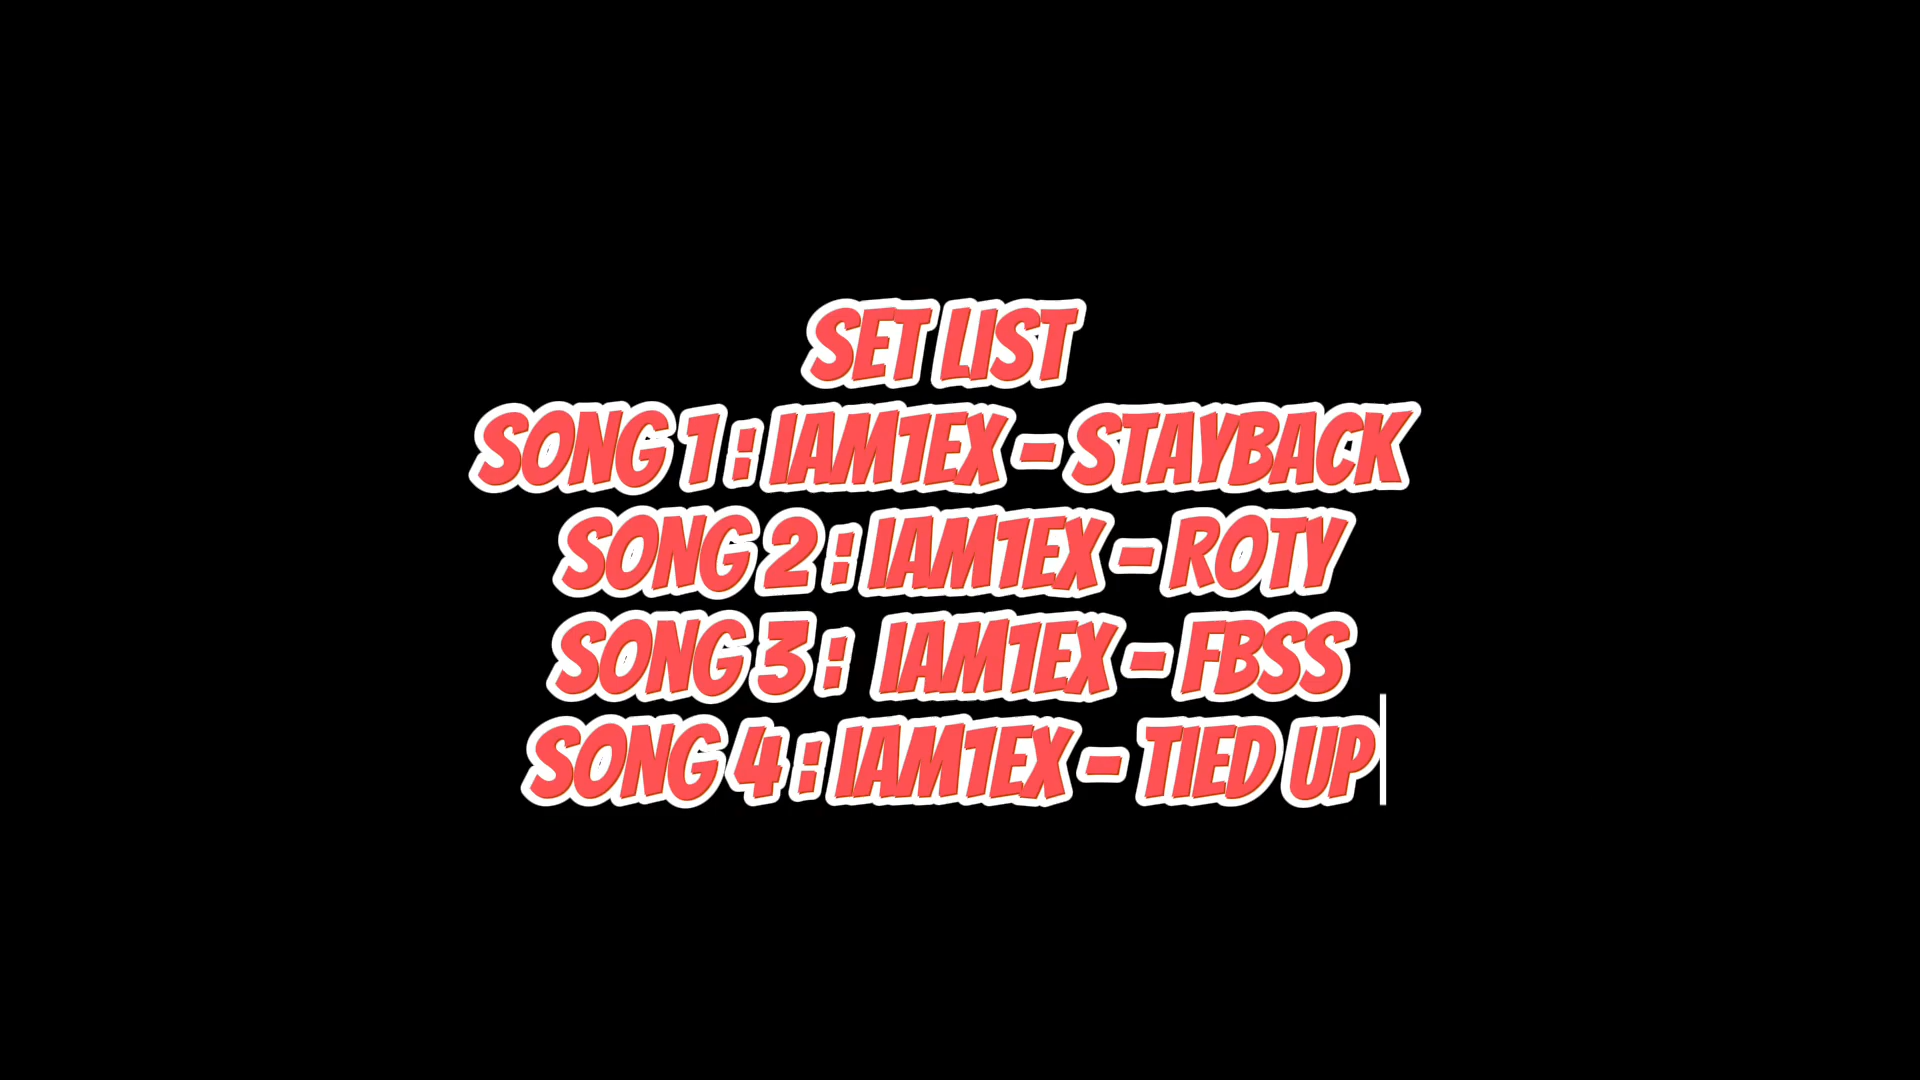 SET LIST
SONG 1 : IAM1EX - STAYBACK
SONG 2 : IAM1EX - ROTY
SONG 3 :  IAM1EX - FBSS
SONG 4 : IAM1EX - TIED UP